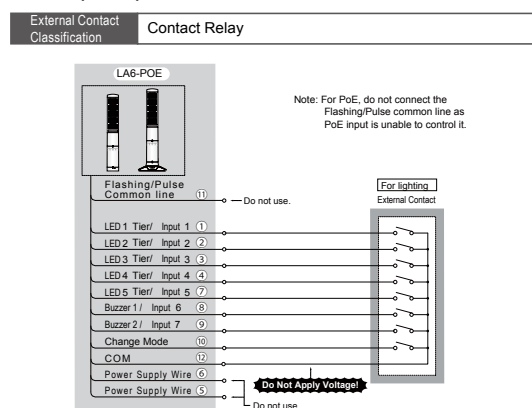 External Contact
Classification
Contact Relay
LA6-POE
Note: For PoE, do not connect the
Flashing/Pulse common line as
PoE input is unable to control it.
Flashing/Pulse
Common line ⑪
Do not use.
For lighting
External Contact
LED 1 Tier/ Input 1 ①
LED 2 Tier/ Input 2 ②
LED 3 Tier/ Input 3 ③
LED 4 Tier/ Input 4 ④
LED 5 Tier/ Input 5 ⑦
Buzzer 1 / Input 6 ⑧
Buzzer 2 / Input 7 ⑨
Change Mode ⑩
COM ⑫
Power Supply Wire ⑥
Do Not Apply Voltage!
Power Supply Wire ⑤
Do not use